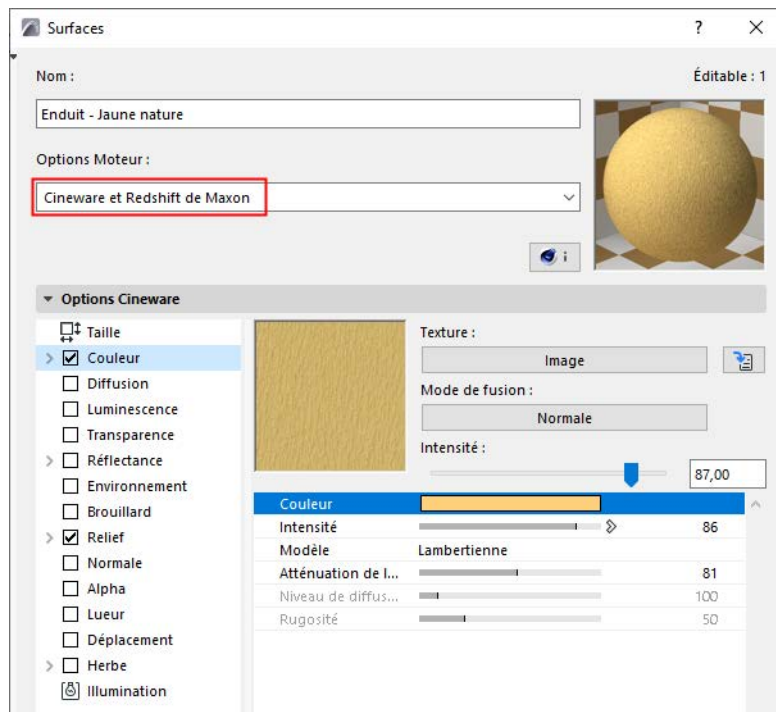 Surfaces
?
Nom :
Éditable : 1
Enduit - Jaune nature
Options Moteur :
Cineware et Redshift de Maxon
i
Options Cineware
Taille
Couleur
Diffusion
Luminescence
Transparence
Réflectance
Environnement
Brouillard
Relief
Normale
Alpha
Lueur
Déplacement
Herbe
Illumination
Texture :
Image
Mode de fusion :
Normale
Intensité :
87,00
Couleur
Intensité 86
Modèle Lambertienne
Atténuation de l... 81
Niveau de diffus... 100
Rugosité 50